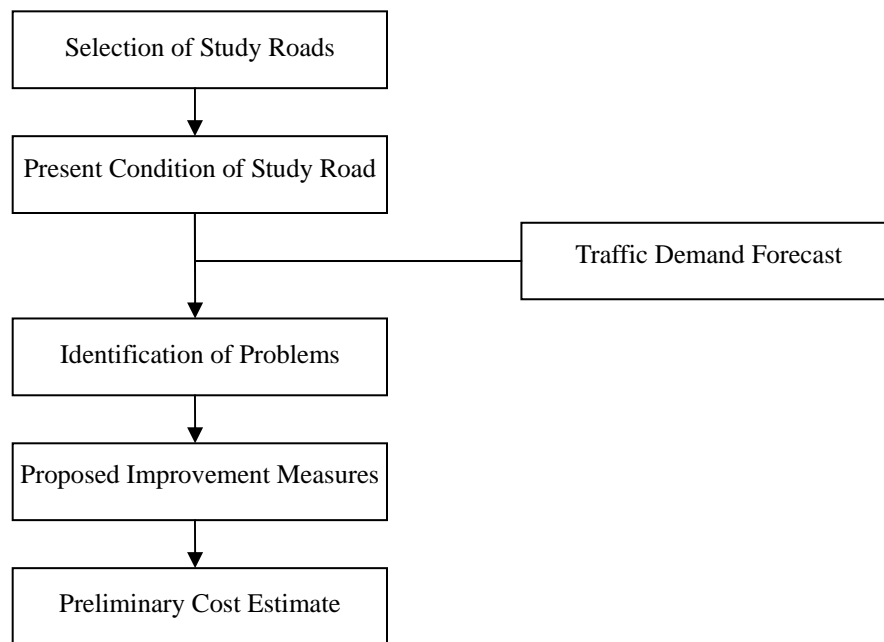 Selection of Study Roads
Present Condition of Study Road
Traffic Demand Forecast
Identification of Problems
Proposed Improvement Measures
Preliminary Cost Estimate